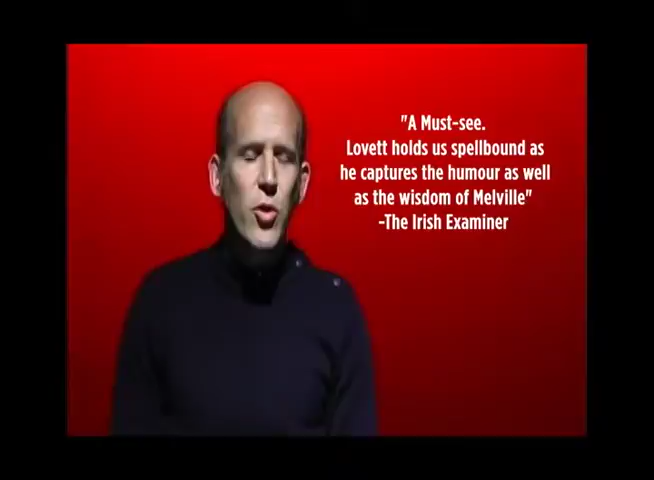 "A Must-see.
Lovett holds us spellbound as
he captures the humour as well
as the wisdom of Melville"
-The Irish Examiner